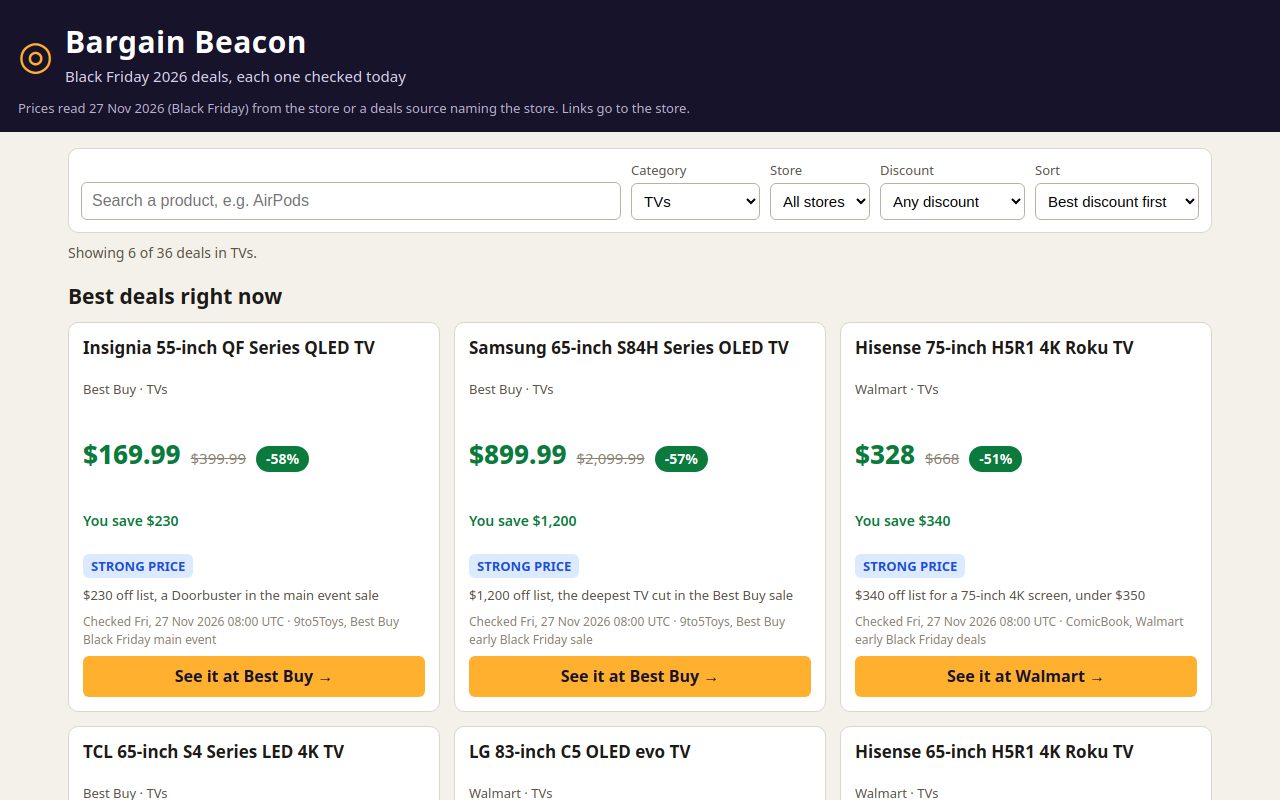 Bargain Beacon
Black Friday 2026 deals, each one checked today
Prices read 27 Nov 2026 (Black Friday) from the store or a deals source naming the store. Links go to the store.
Category
Store
Discount
Sort
Search a product, e.g. AirPods
TVs
All stores
Any discount
Best discount first
Showing 6 of 36 deals in TVs.
Best deals right now
Insignia 55-inch QF Series QLED TV
Best Buy · TVs
$169.99 $399.99 -58%
You save $230
STRONG PRICE
$230 off list, a Doorbuster in the main event sale
Checked Fri, 27 Nov 2026 08:00 UTC · 9to5Toys, Best Buy
Black Friday main event
See it at Best Buy →
Samsung 65-inch S84H Series OLED TV
Best Buy · TVs
$899.99 $2,099.99 -57%
You save $1,200
STRONG PRICE
$1,200 off list, the deepest TV cut in the Best Buy sale
Checked Fri, 27 Nov 2026 08:00 UTC · 9to5Toys, Best Buy
early Black Friday sale
See it at Best Buy →
Hisense 75-inch H5R1 4K Roku TV
Walmart · TVs
$328 $668 -51%
You save $340
STRONG PRICE
$340 off list for a 75-inch 4K screen, under $350
Checked Fri, 27 Nov 2026 08:00 UTC · ComicBook, Walmart
early Black Friday deals
See it at Walmart →
TCL 65-inch S4 Series LED 4K TV
Best Buy · TVs
LG 83-inch C5 OLED evo TV
Walmart · TVs
Hisense 65-inch H5R1 4K Roku TV
Walmart · TVs